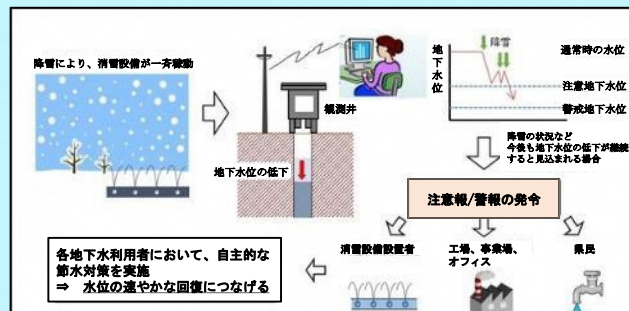 降雪により、消雪設備が一斉稼動
観測井
地下水位の低下
地下水位
降雪
通常時の水位
注意地下水位
警戒地下水位
降雪の状況など
今後も地下水位の低下が継続
すると見込まれる場合
注意報/警報の発令
消雪設備設置者
工場、事業場、
オフィス
県民
各地下水利用者において、自主的な
節水対策を実施
⇒ 水位の速やかな回復につなげる